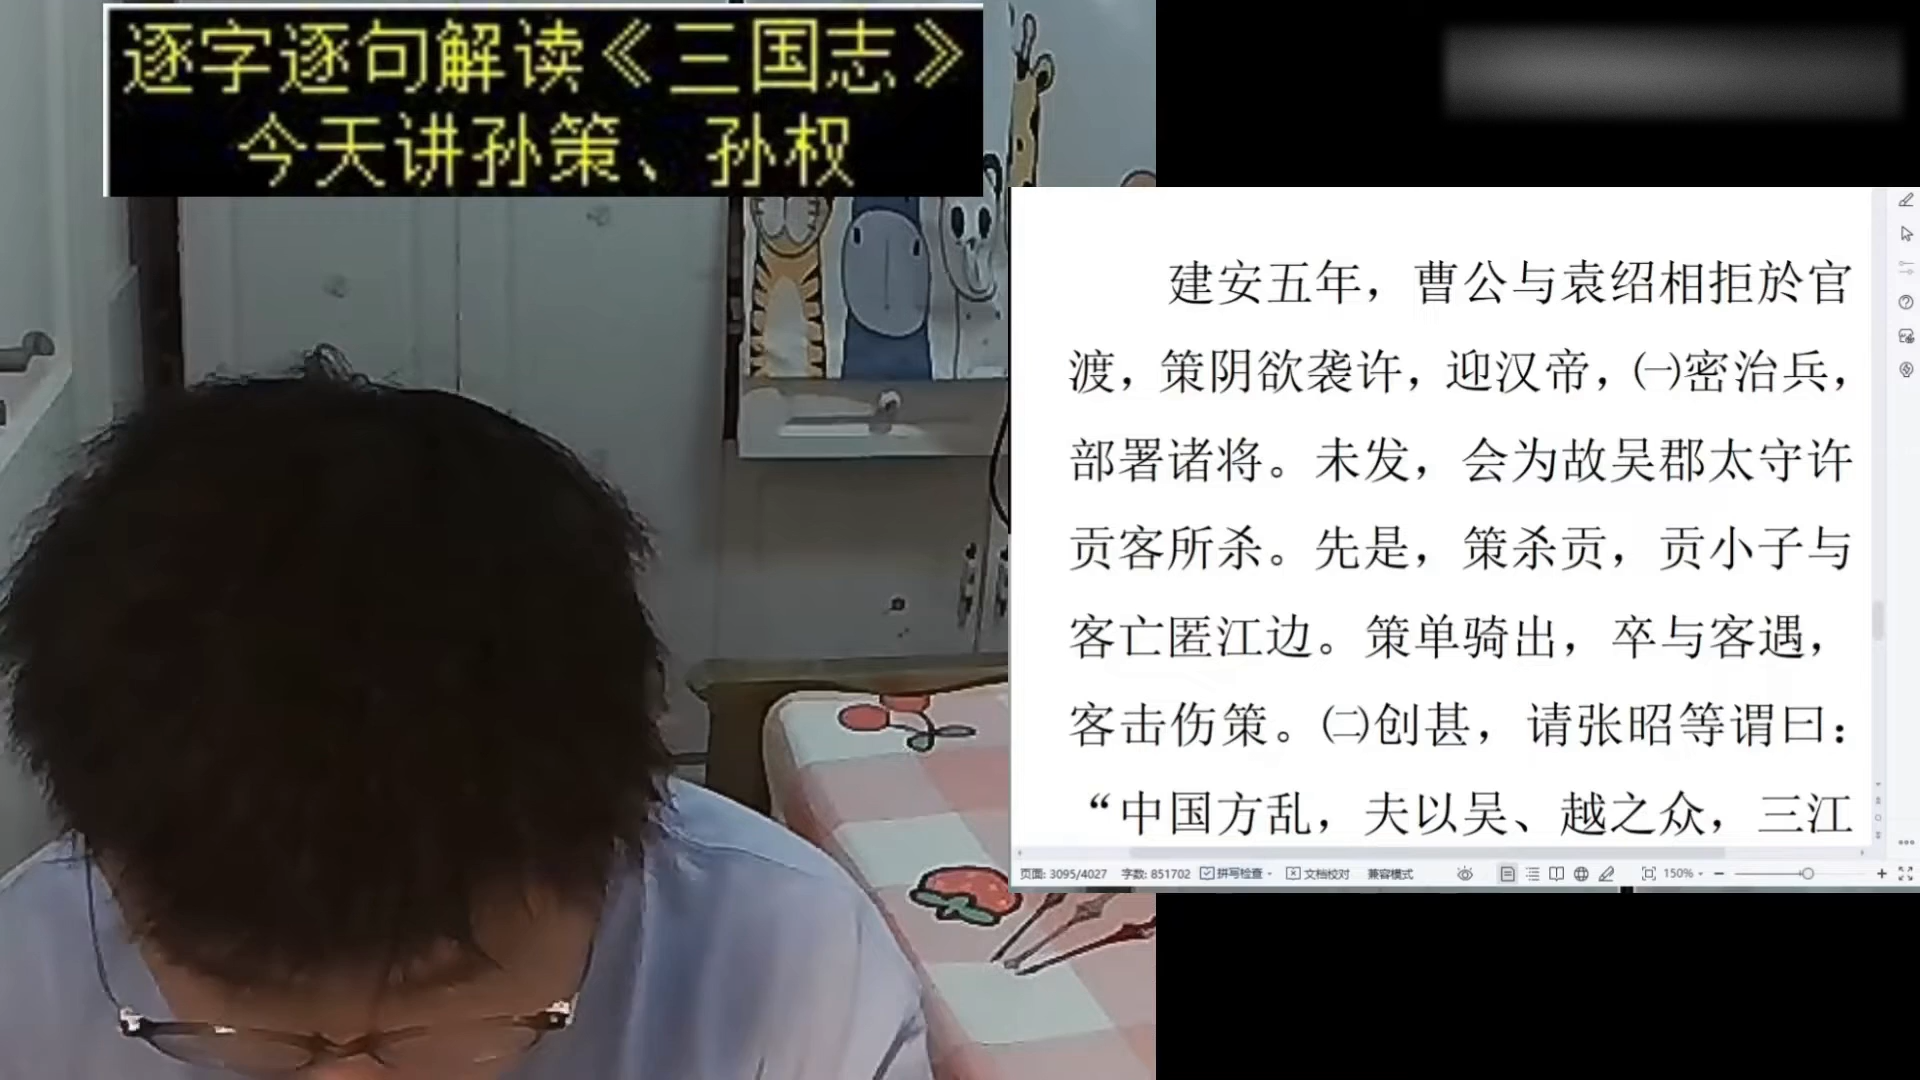 逐字逐句解读《三国志》
今天讲孙策、孙权
建安五年，曹公与袁绍相拒於官
渡，策阴欲袭许，迎汉帝，㈠密治兵，
部署诸将。未发，会为故吴郡太守许
贡客所杀。先是，策杀贡，贡小子与
客亡匿江边。策单骑出，卒与客遇，
客击伤策。㈡创甚，请张昭等谓曰：
“中国方乱，夫以吴、越之众，三江
页面: 3095/4027 字数: 851702 拼写检查 文档校对 兼容模式 150%